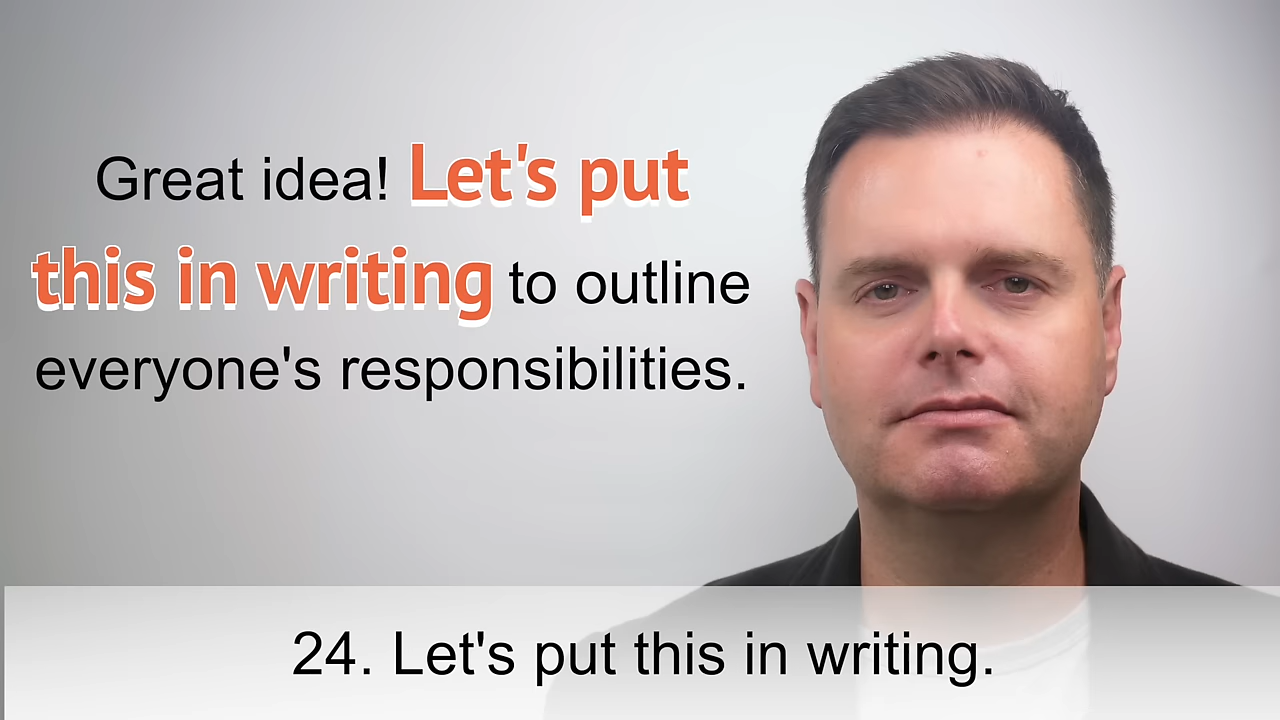 Great idea! Let's put
this in writing to outline
everyone's responsibilities.
24. Let's put this in writing.